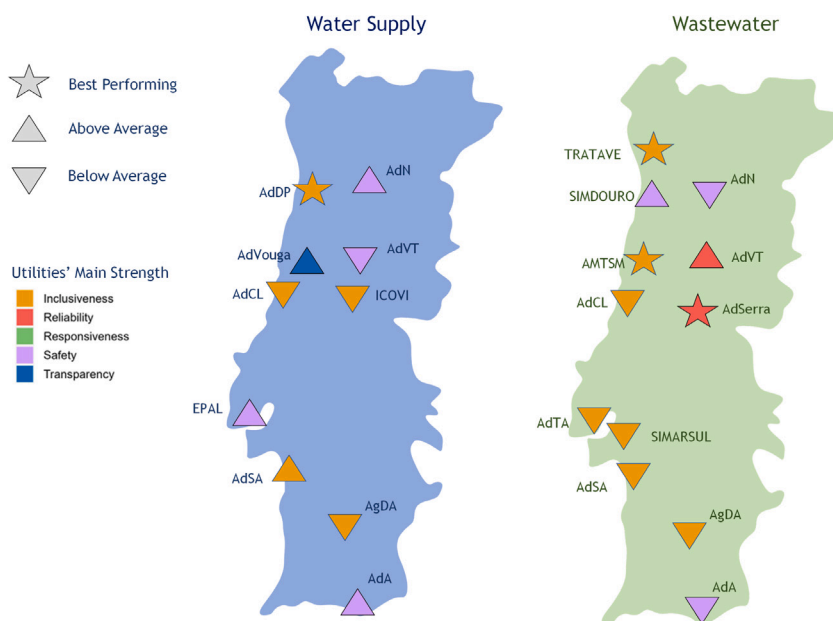 Water Supply
Wastewater
Best Performing
Above Average
Below Average
Utilities' Main Strength
Inclusiveness
Reliability
Responsiveness
Safety
Transparency
AdN
AdDP
AdVouga
AdVT
AdCL
ICOVI
EPAL
AdSA
AgDA
AdA
TRATAVE
AdN
SIMDOURO
AMTSM
AdVT
AdCL
AdSerra
AdTA
SIMARSUL
AdSA
AgDA
AdA